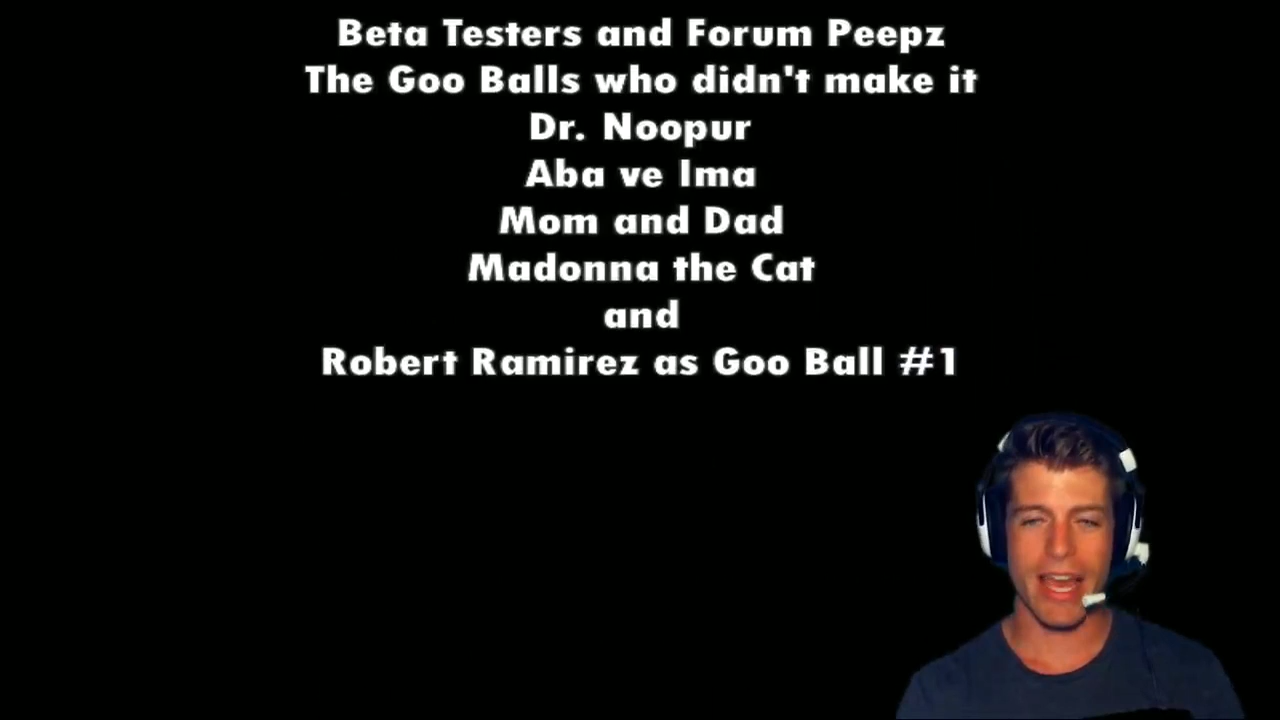 Beta Testers and Forum Peepz
The Goo Balls who didn't make it
Dr. Noopur
Aba ve Ima
Mom and Dad
Madonna the Cat
and
Robert Ramirez as Goo Ball #1